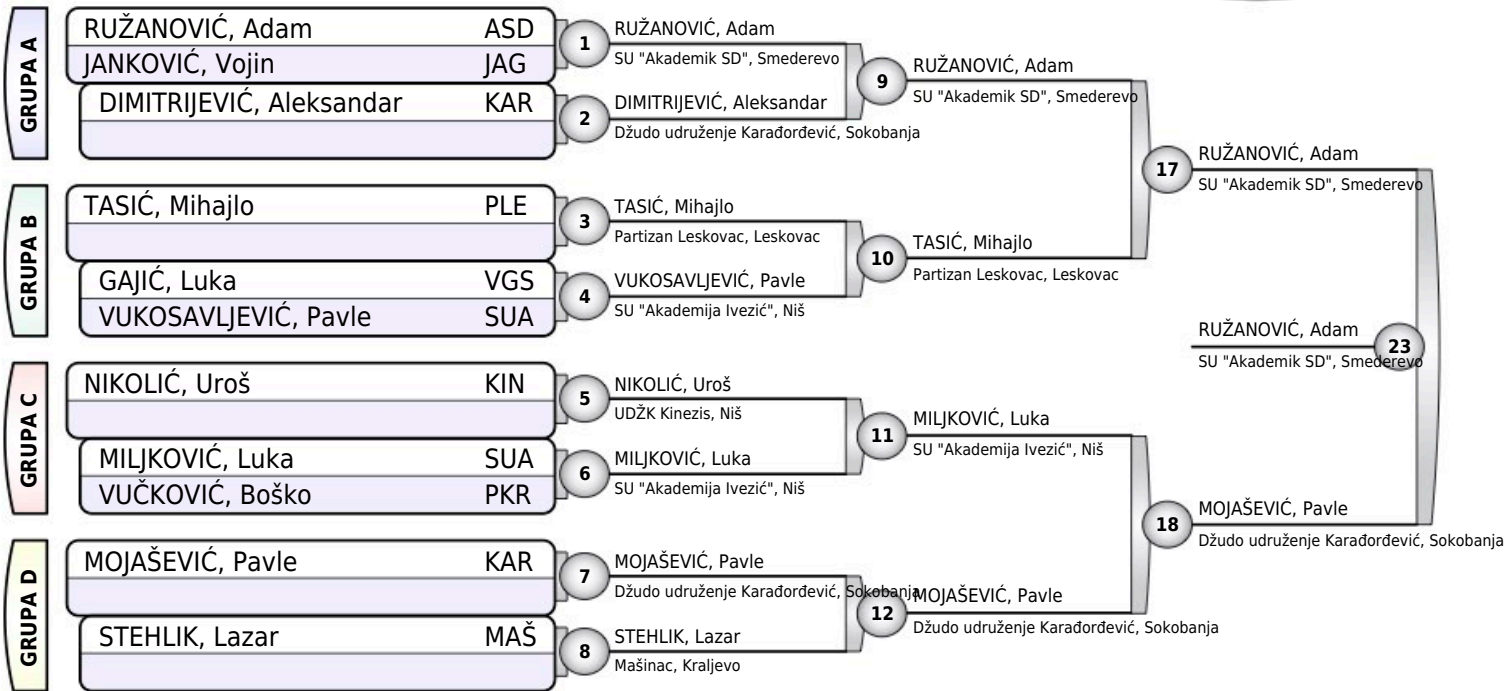 GRUPA A
RUŽANOVIĆ, Adam ASD
JANKOVIĆ, Vojin JAG
DIMITRIJEVIĆ, Aleksandar KAR
GRUPA B
TASIĆ, Mihajlo PLE
GAJIĆ, Luka VGS
VUKOSAVLJEVIĆ, Pavle SUA
GRUPA C
NIKOLIĆ, Uroš KIN
MILJKOVIĆ, Luka SUA
VUČKOVIĆ, Boško PKR
GRUPA D
MOJAŠEVIĆ, Pavle KAR
STEHLIK, Lazar MAŠ
1
RUŽANOVIĆ, Adam
SU "Akademik SD", Smederevo
2
DIMITRIJEVIĆ, Aleksandar
Džudo udruženje Karađorđević, Sokobanja
3
TASIĆ, Mihajlo
Partizan Leskovac, Leskovac
4
VUKOSAVLJEVIĆ, Pavle
SU "Akademija Ivezić", Niš
5
NIKOLIĆ, Uroš
UDŽK Kinezis, Niš
6
MILJKOVIĆ, Luka
SU "Akademija Ivezić", Niš
7
MOJAŠEVIĆ, Pavle
Džudo udruženje Karađorđević, Sokobanja
8
STEHLIK, Lazar
Mašinac, Kraljevo
9
RUŽANOVIĆ, Adam
SU "Akademik SD", Smederevo
10
TASIĆ, Mihajlo
Partizan Leskovac, Leskovac
11
MILJKOVIĆ, Luka
SU "Akademija Ivezić", Niš
12
MOJAŠEVIĆ, Pavle
Džudo udruženje Karađorđević, Sokobanja
17
RUŽANOVIĆ, Adam
SU "Akademik SD", Smederevo
18
MOJAŠEVIĆ, Pavle
Džudo udruženje Karađorđević, Sokobanja
RUŽANOVIĆ, Adam
23
SU "Akademik SD", Smederevo